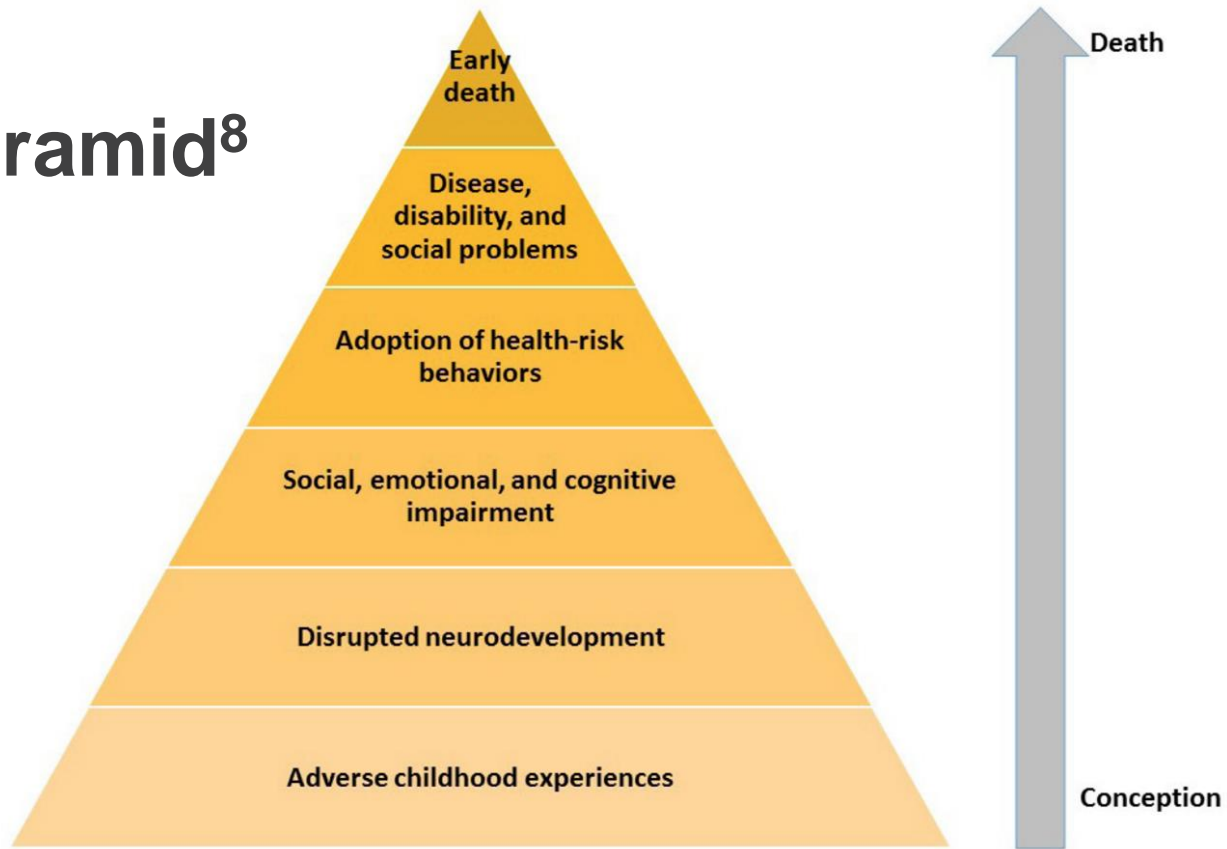 ramid⁸
Early
death
Disease,
disability, and
social problems
Adoption of health-risk
behaviors
Social, emotional, and cognitive
impairment
Disrupted neurodevelopment
Adverse childhood experiences
Death
Conception